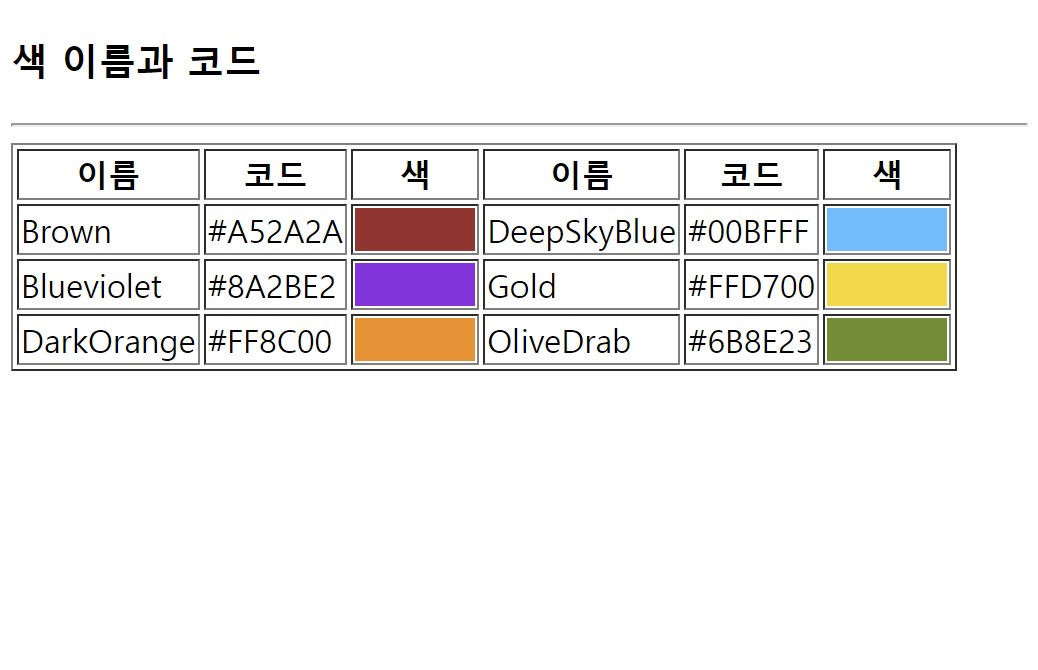 색 이름과 코드
이름 코드 색 이름 코드 색
Brown #A52A2A DeepSkyBlue #00BFFF
Blueviolet #8A2BE2 Gold #FFD700
DarkOrange #FF8C00 OliveDrab #6B8E23